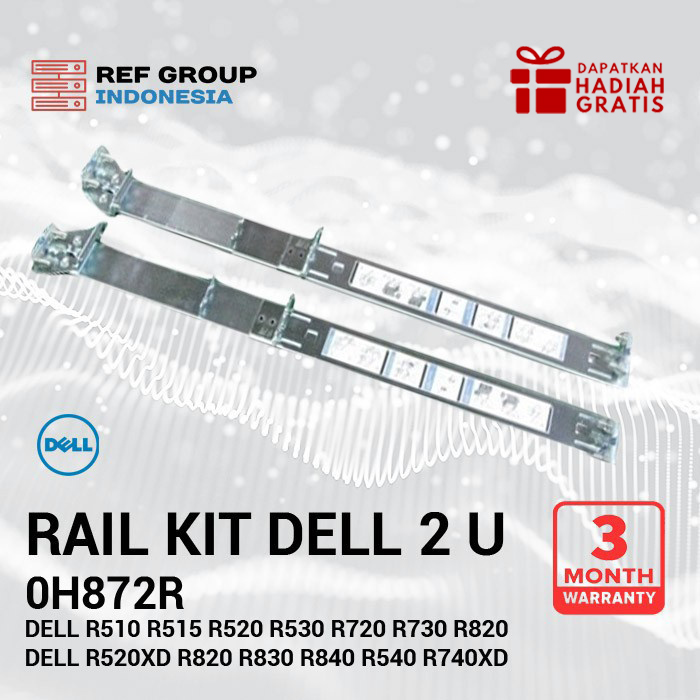 REF GROUP
INDONESIA
DAPATKAN
HADIAH
GRATIS
DELL
RAIL KIT DELL 2 U
0H872R
DELL R510 R515 R520 R530 R720 R730 R820
DELL R520XD R820 R830 R840 R540 R740XD
3
MONTH
WARRANTY